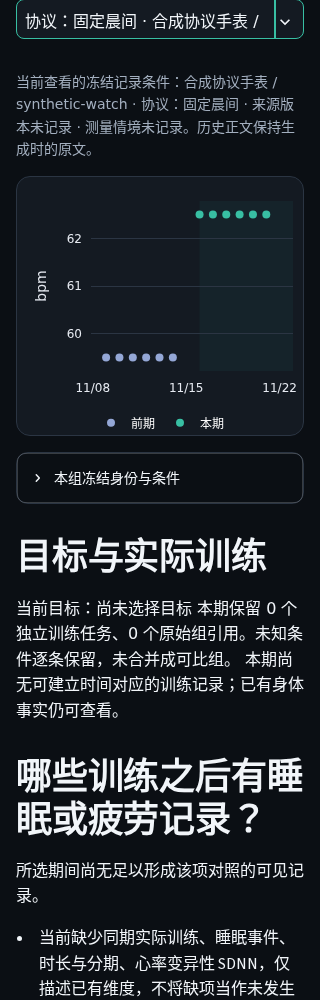 协议：固定晨间 · 合成协议手表 /
当前查看的冻结记录条件：合成协议手表 /
synthetic-watch · 协议：固定晨间 · 来源版
本未记录 · 测量情境未记录。历史正文保持生
成时的原文。
62
61
60
bpm
11/08 11/15 11/22
前期 本期
本组冻结身份与条件
目标与实际训练
当前目标：尚未选择目标 本期保留 0 个
独立训练任务、0 个原始组引用。未知条
件逐条保留，未合并成可比组。 本期尚
无可建立时间对应的训练记录；已有身体
事实仍可查看。
哪些训练之后有睡
眠或疲劳记录？
所选期间尚无足以形成该项对照的可见记
录。
• 当前缺少同期实际训练、睡眠事件、
时长与分期、心率变异性 SDNN，仅
描述已有维度，不将缺项当作未发生